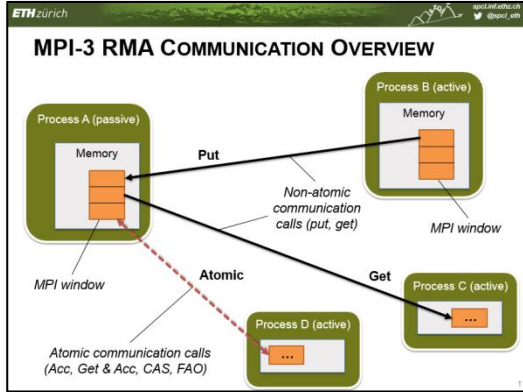 ETHzürich
spcl.inf.ethz.ch
@spcl_eth
MPI-3 RMA COMMUNICATION OVERVIEW
Process A (passive)
Memory
MPI window
Process B (active)
Memory
MPI window
Put
Non-atomic
communication
calls (put, get)
Atomic
Get
Process C (active)
...
Process D (active)
...
Atomic communication calls
(Acc, Get & Acc, CAS, FAO)